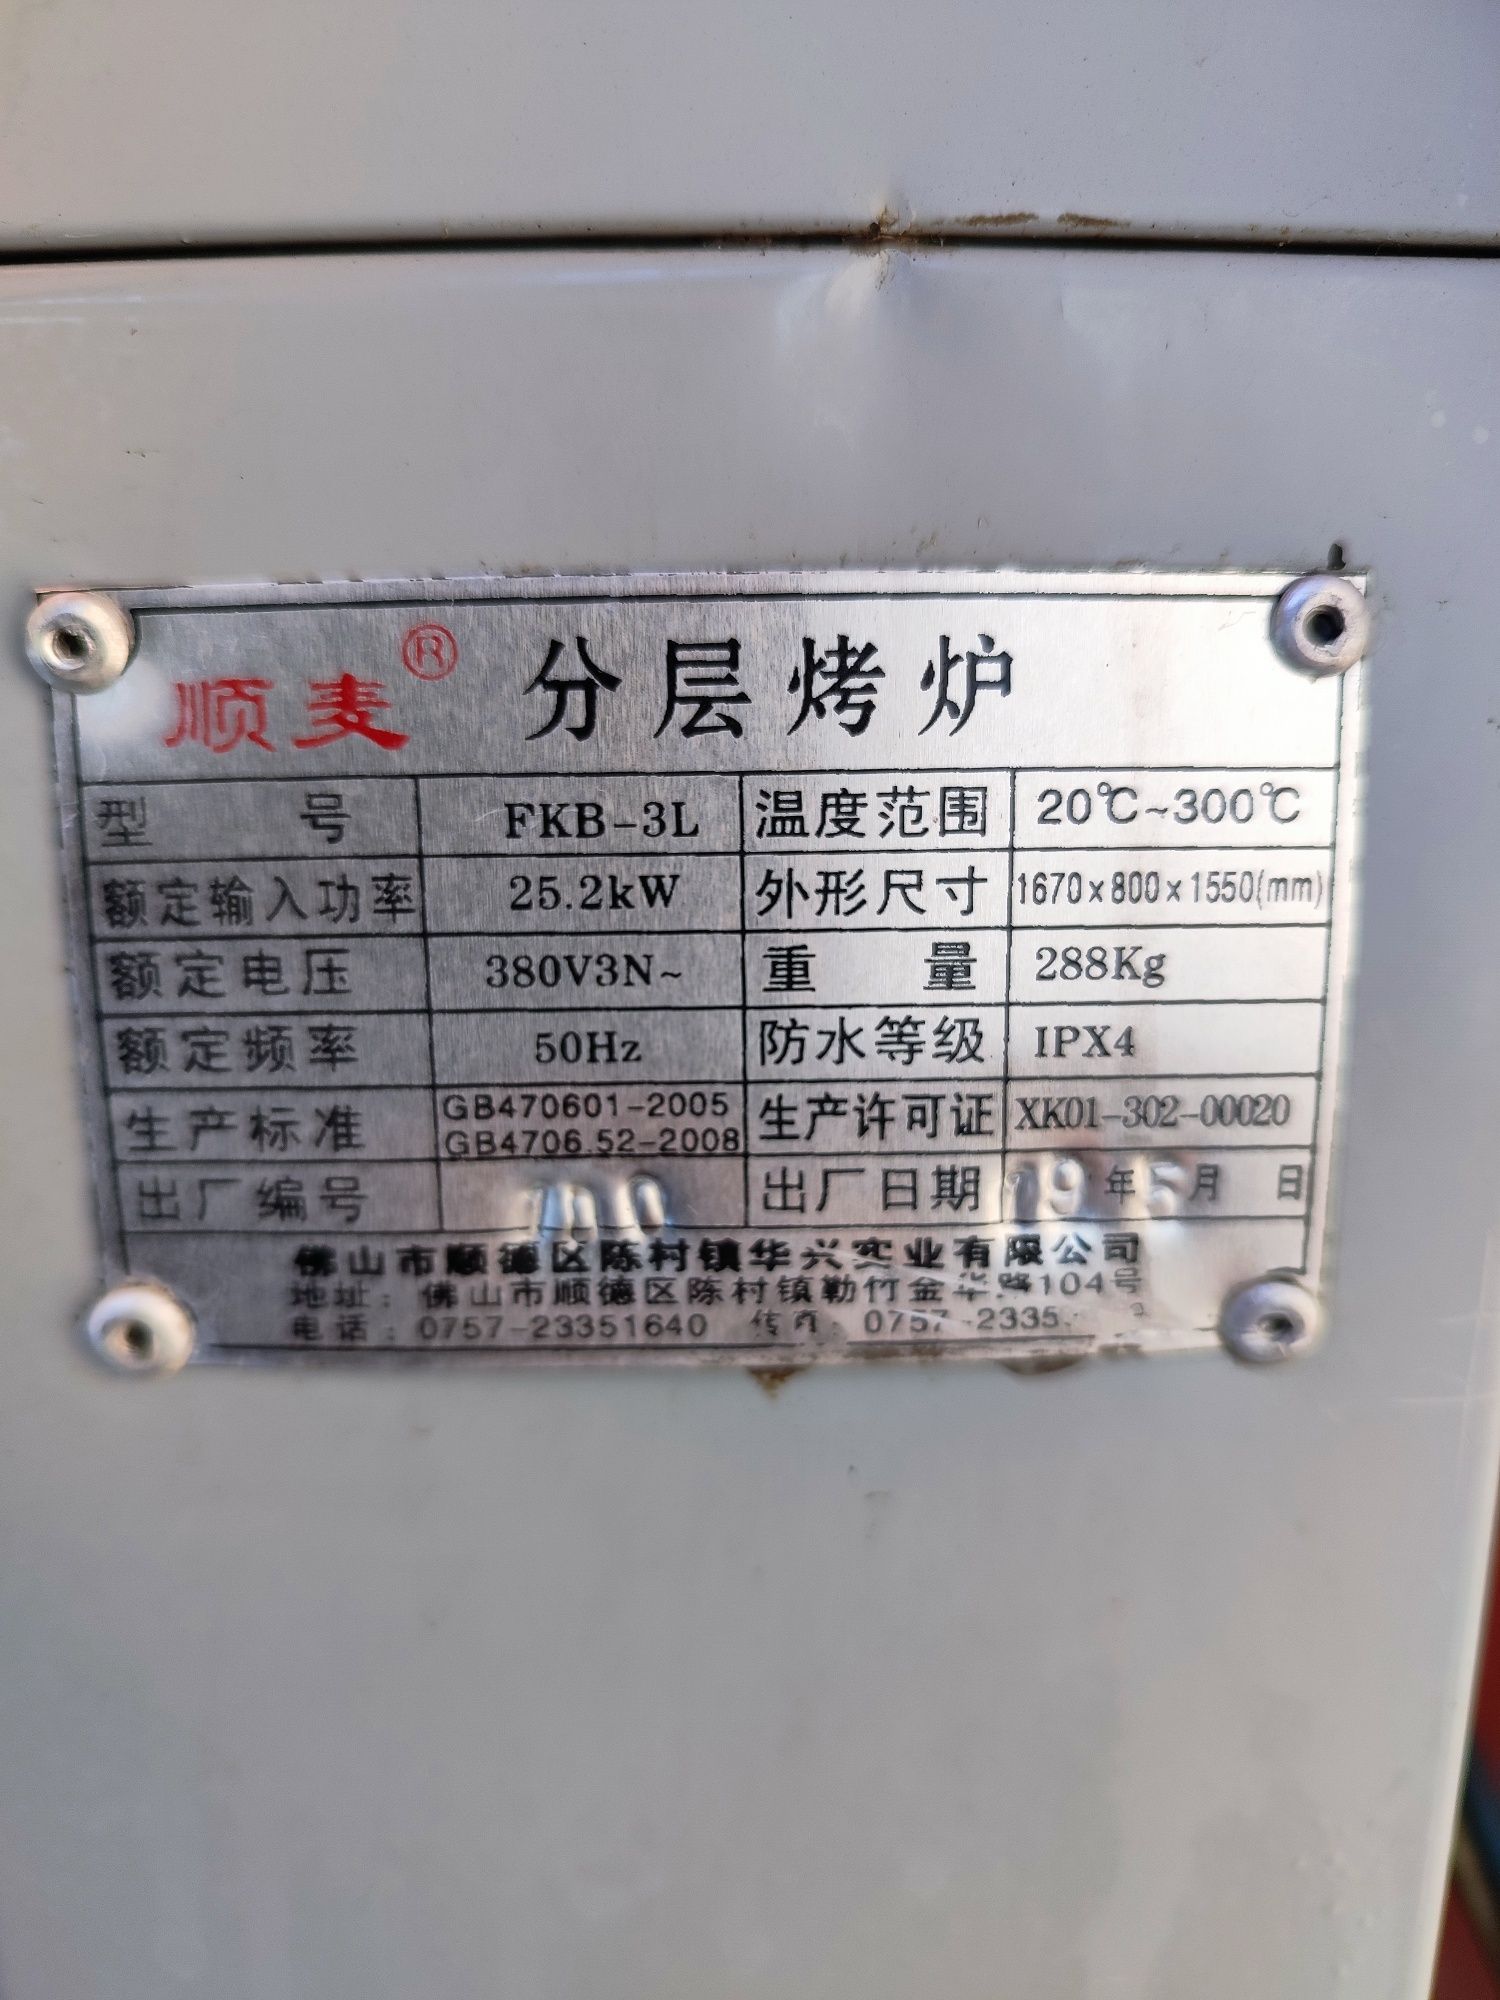 顺麦® 分层烤炉
型 号 FKB-3L 温度范围 20℃~300℃
额定输入功率 25.2kW 外形尺寸 1670×800×1550(mm)
额定电压 380V3N~ 重 量 288Kg
额定频率 50Hz 防水等级 IPX4
生产标准 GB470601-2005 生产许可证 XK01-302-00020
GB4706.52-2008
出厂编号 出厂日期 19年5月 日
佛山市顺德区陈村镇华兴实业有限公司
地址：佛山市顺德区陈村镇勒竹金华路104号
电话：0757-23351640 传真：0757-2335